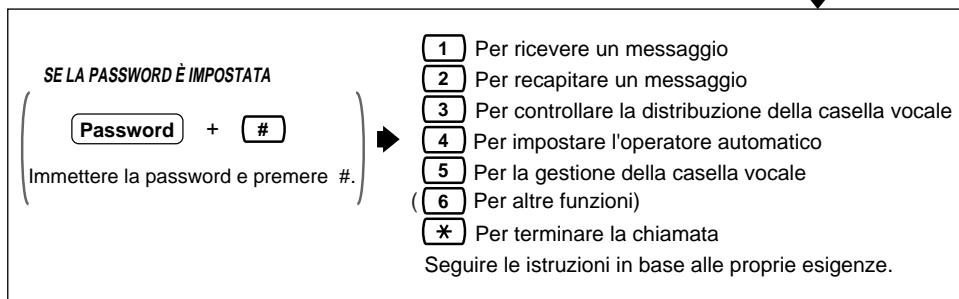 SE LA PASSWORD È IMPOSTATA
Password + #
Immettere la password e premere #.
1 Per ricevere un messaggio
2 Per recapitare un messaggio
3 Per controllare la distribuzione della casella vocale
4 Per impostare l'operatore automatico
5 Per la gestione della casella vocale
(6 Per altre funzioni)
* Per terminare la chiamata
Seguire le istruzioni in base alle proprie esigenze.